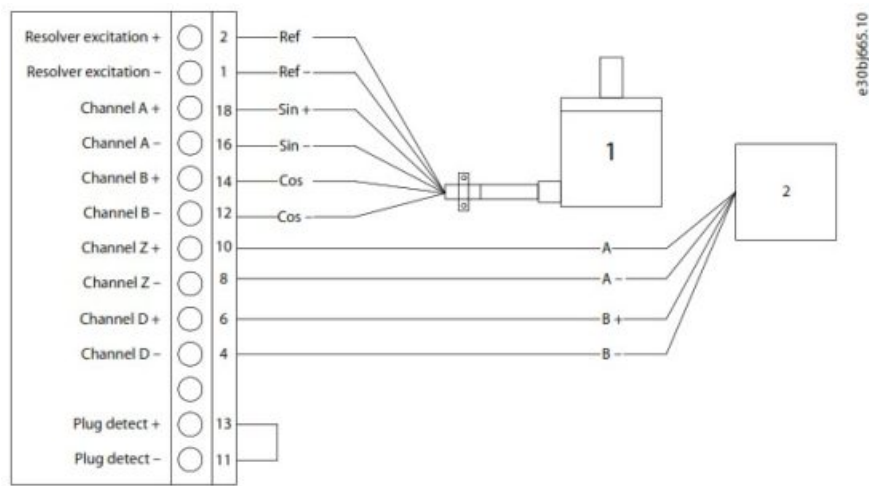 Resolver excitation + 2 Ref
Resolver excitation – 1 Ref –
Channel A + 18 Sin +
Channel A – 16 Sin –
Channel B + 14 Cos
Channel B – 12 Cos –
Channel Z + 10 A
Channel Z – 8 A –
Channel D + 6 B +
Channel D – 4 B –
Plug detect + 13
Plug detect – 11
1
2
e30bj665.10